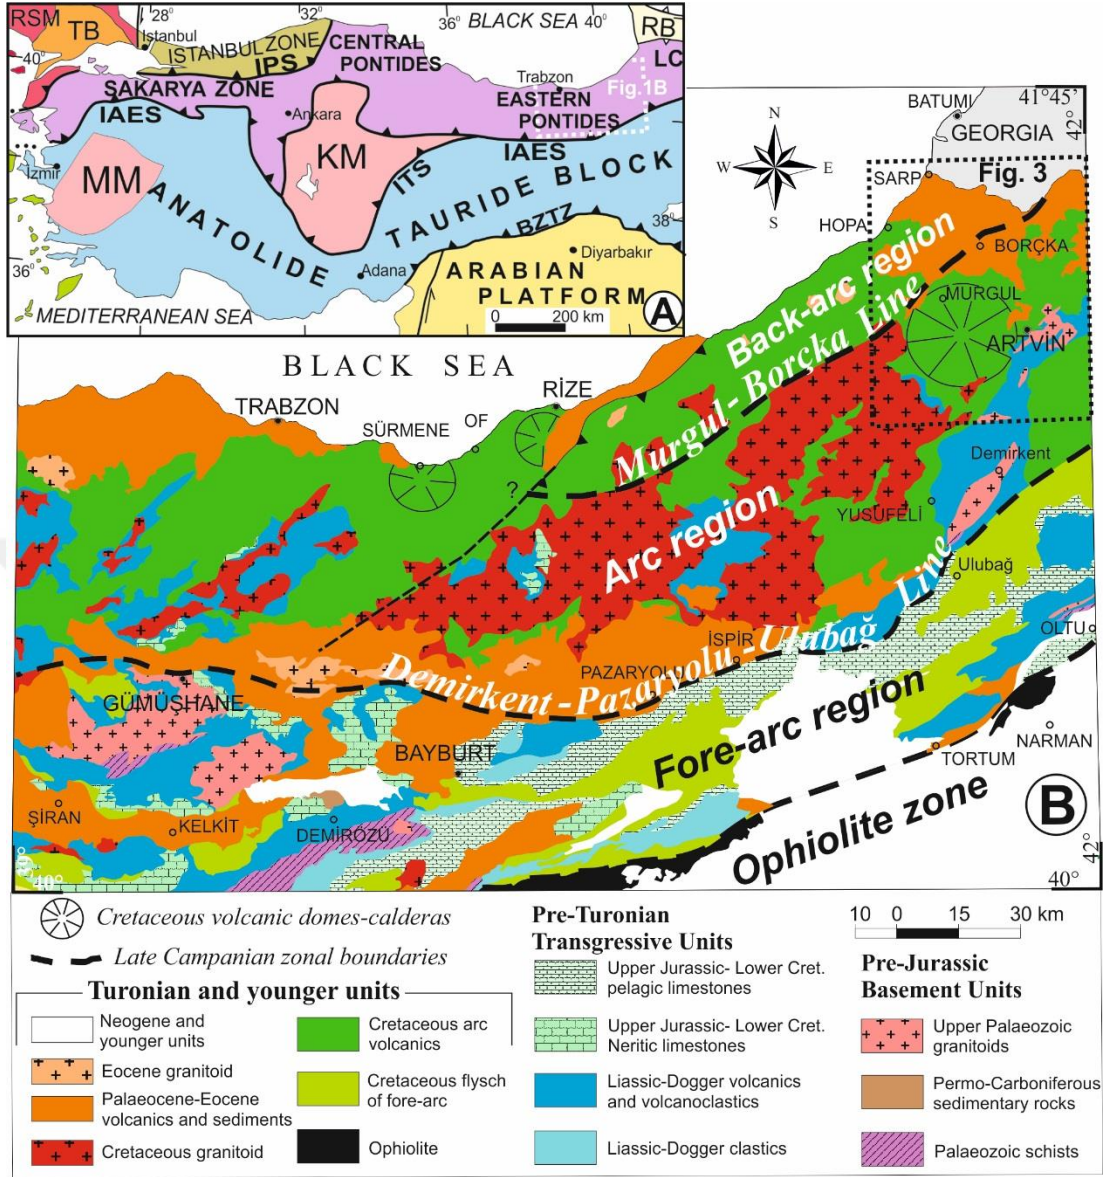 RSM
TB
28°
Istanbul
ISTANBUL ZONE
IPS
32°
CENTRAL
PONTIDES
36°
BLACK SEA
40°
RB
LC
40°
SAKARYA ZONE
IAES
Ankara
Trabzon
Fig.1B
EASTERN
PONTIDES
IAES
Izmir
MM
KM
ITS
ANATOLIDE
TAURIDE BLOCK
BZTZ
38°
36°
Adana
Diyarbakır
ARABIAN
PLATFORM
MEDITERRANEAN SEA
0 200 km
A
N
W E
S
BATUMI
41°45'
42°
GEORGIA
SARP
Fig. 3
HOPA
BORÇKA
MURGUL
ARTVİN
Back-arc region
Murgul-Borçka Line
BLACK SEA
TRABZON
SÜRMENE
OF
RİZE
?
Demirkent
YUSUFELİ
Arc region
Ulubağ
OLTU
İSPİR
PAZARYOLU
Demirkent-Pazaryolu-Ulubağ Line
GÜMÜŞHANE
BAYBURT
Fore-arc region
NARMAN
TORTUM
ŞİRAN
KELKİT
DEMİRÖZÜ
Ophiolite zone
B
40°
42°
40°
Cretaceous volcanic domes-calderas
Late Campanian zonal boundaries
Turonian and younger units
Neogene and
younger units
Eocene granitoid
Palaeocene-Eocene
volcanics and sediments
Cretaceous granitoid
Cretaceous arc
volcanics
Cretaceous flysch
of fore-arc
Ophiolite
Pre-Turonian
Transgressive Units
Upper Jurassic- Lower Cret.
pelagic limestones
Upper Jurassic- Lower Cret.
Neritic limestones
Liassic-Dogger volcanics
and volcanoclastics
Liassic-Dogger clastics
10 0 15 30 km
Pre-Jurassic
Basement Units
Upper Palaeozoic
granitoids
Permo-Carboniferous
sedimentary rocks
Palaeozoic schists